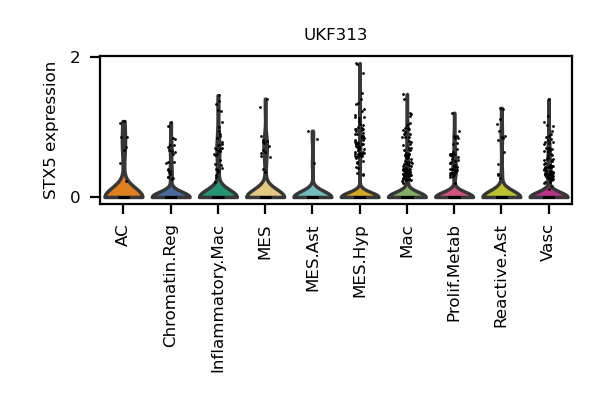 UKF313
STX5 expression
2
0
AC
Chromatin.Reg
Inflammatory.Mac
MES
MES.Ast
MES.Hyp
Mac
Prolif.Metab
Reactive.Ast
Vasc